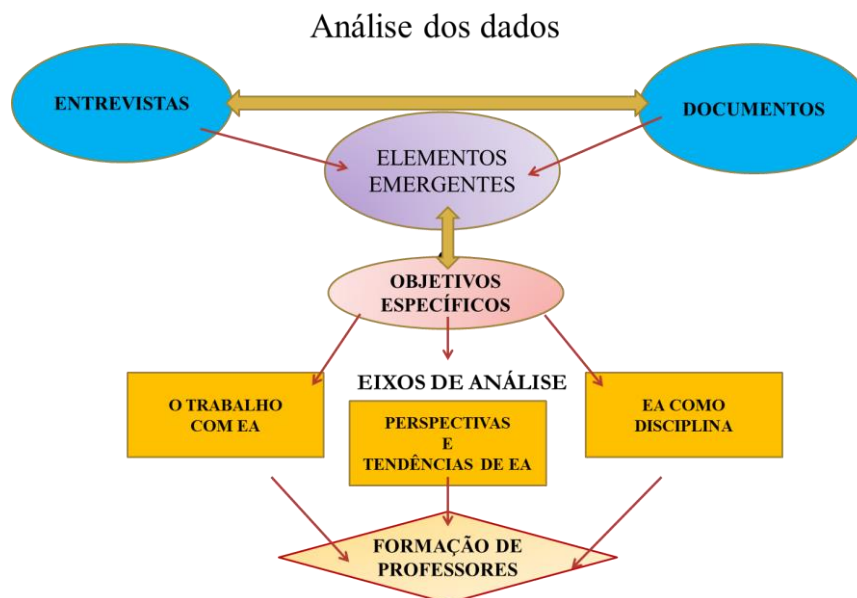 Análise dos dados
ENTREVISTAS
DOCUMENTOS
ELEMENTOS
EMERGENTES
OBJETIVOS
ESPECÍFICOS
EIXOS DE ANÁLISE
O TRABALHO
COM EA
PERSPECTIVAS
E
TENDÊNCIAS DE EA
EA COMO
DISCIPLINA
FORMAÇÃO DE
PROFESSORES